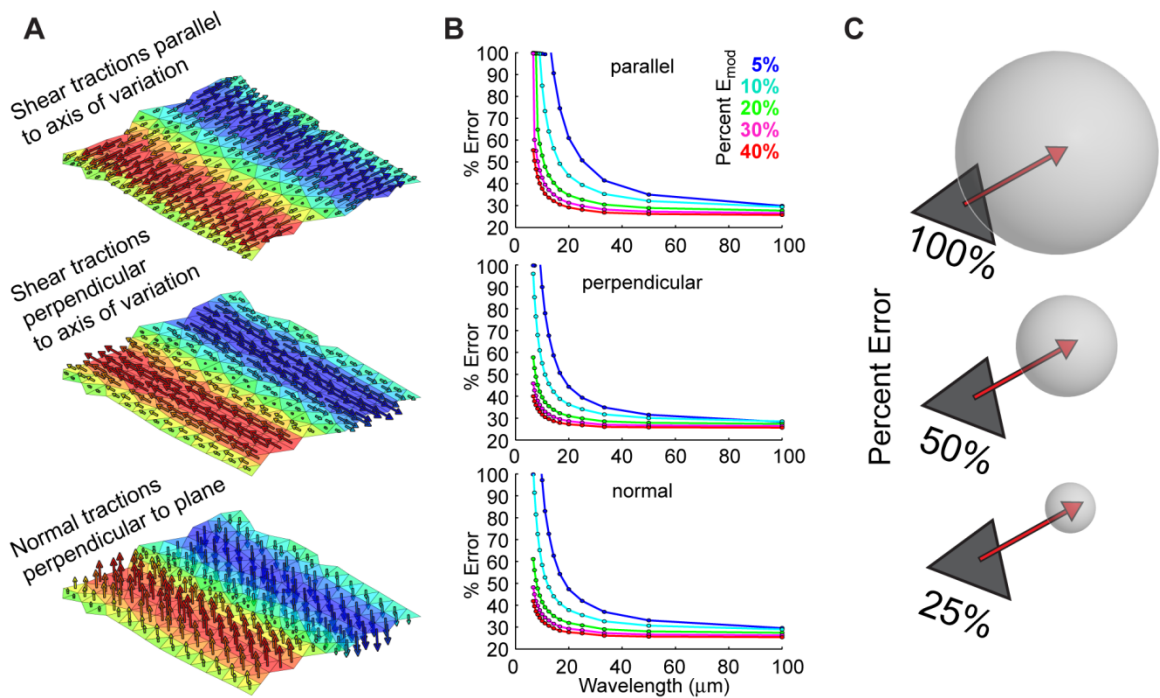 A
Shear tractions parallel
to axis of variation
Shear tractions
perpendicular
to axis of variation
Normal tractions
perpendicular to plane
B
parallel
Percent E_mod
5%
10%
20%
30%
40%
% Error
100
90
80
70
60
50
40
30
20
0 20 40 60 80 100
perpendicular
% Error
100
90
80
70
60
50
40
30
20
0 20 40 60 80 100
normal
% Error
100
90
80
70
60
50
40
30
20
0 20 40 60 80 100
Wavelength (μm)
C
Percent Error
100%
50%
25%